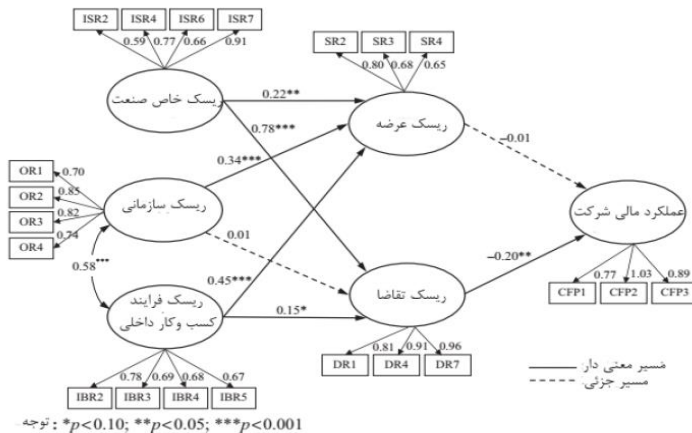 ISR2 ISR4 ISR6 ISR7
0.59 0.77 0.66 0.91
ریسک خاص صنعت
SR2 SR3 SR4
0.80 0.68 0.65
ریسک عرضه
0.22**
0.78***
0.34***
-0.01
OR1 0.70
OR2 0.85
OR3 0.82
OR4 0.74
ریسک سازمانی
0.01
عملکرد مالی شرکت
0.77 1.03 0.89
CFP1 CFP2 CFP3
0.58***
0.45***
-0.20**
ریسک فرایند
کسب وکار داخلی
0.15*
ریسک تقاضا
0.81 0.91 0.96
DR1 DR4 DR7
0.78 0.69 0.68 0.67
IBR2 IBR3 IBR4 IBR5
مسیر معنی دار:
مسیر جزئی:
توجه : *p<0.10; **p<0.05; ***p<0.001